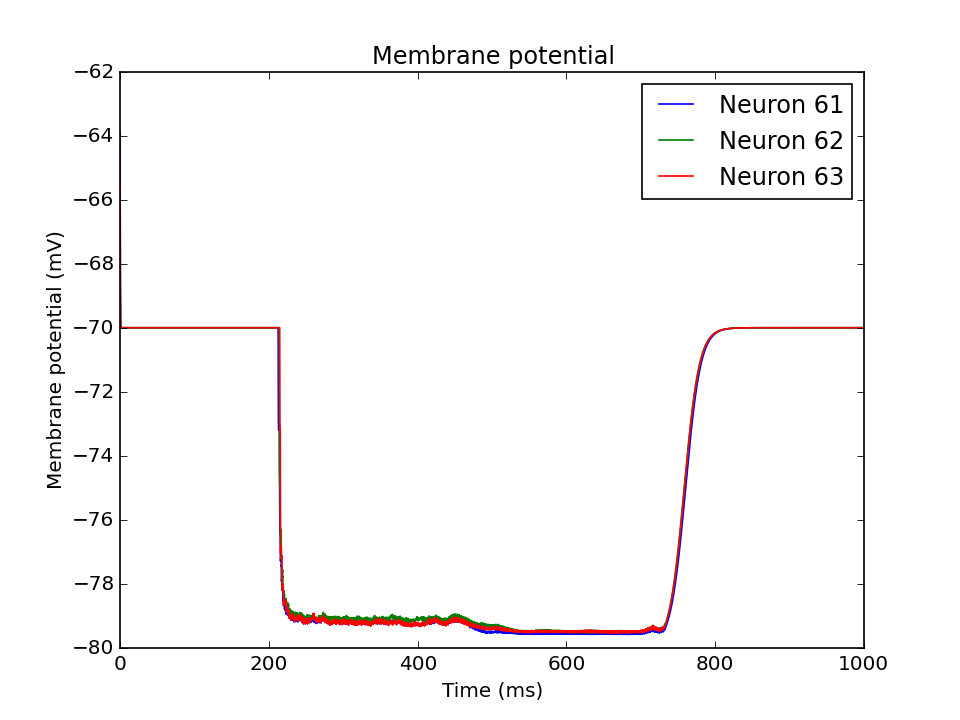 Membrane potential
−62
−64
−66
−68
−70
−72
−74
−76
−78
−80
Membrane potential (mV)
Neuron 61
Neuron 62
Neuron 63
0
200
400
600
800
1000
Time (ms)